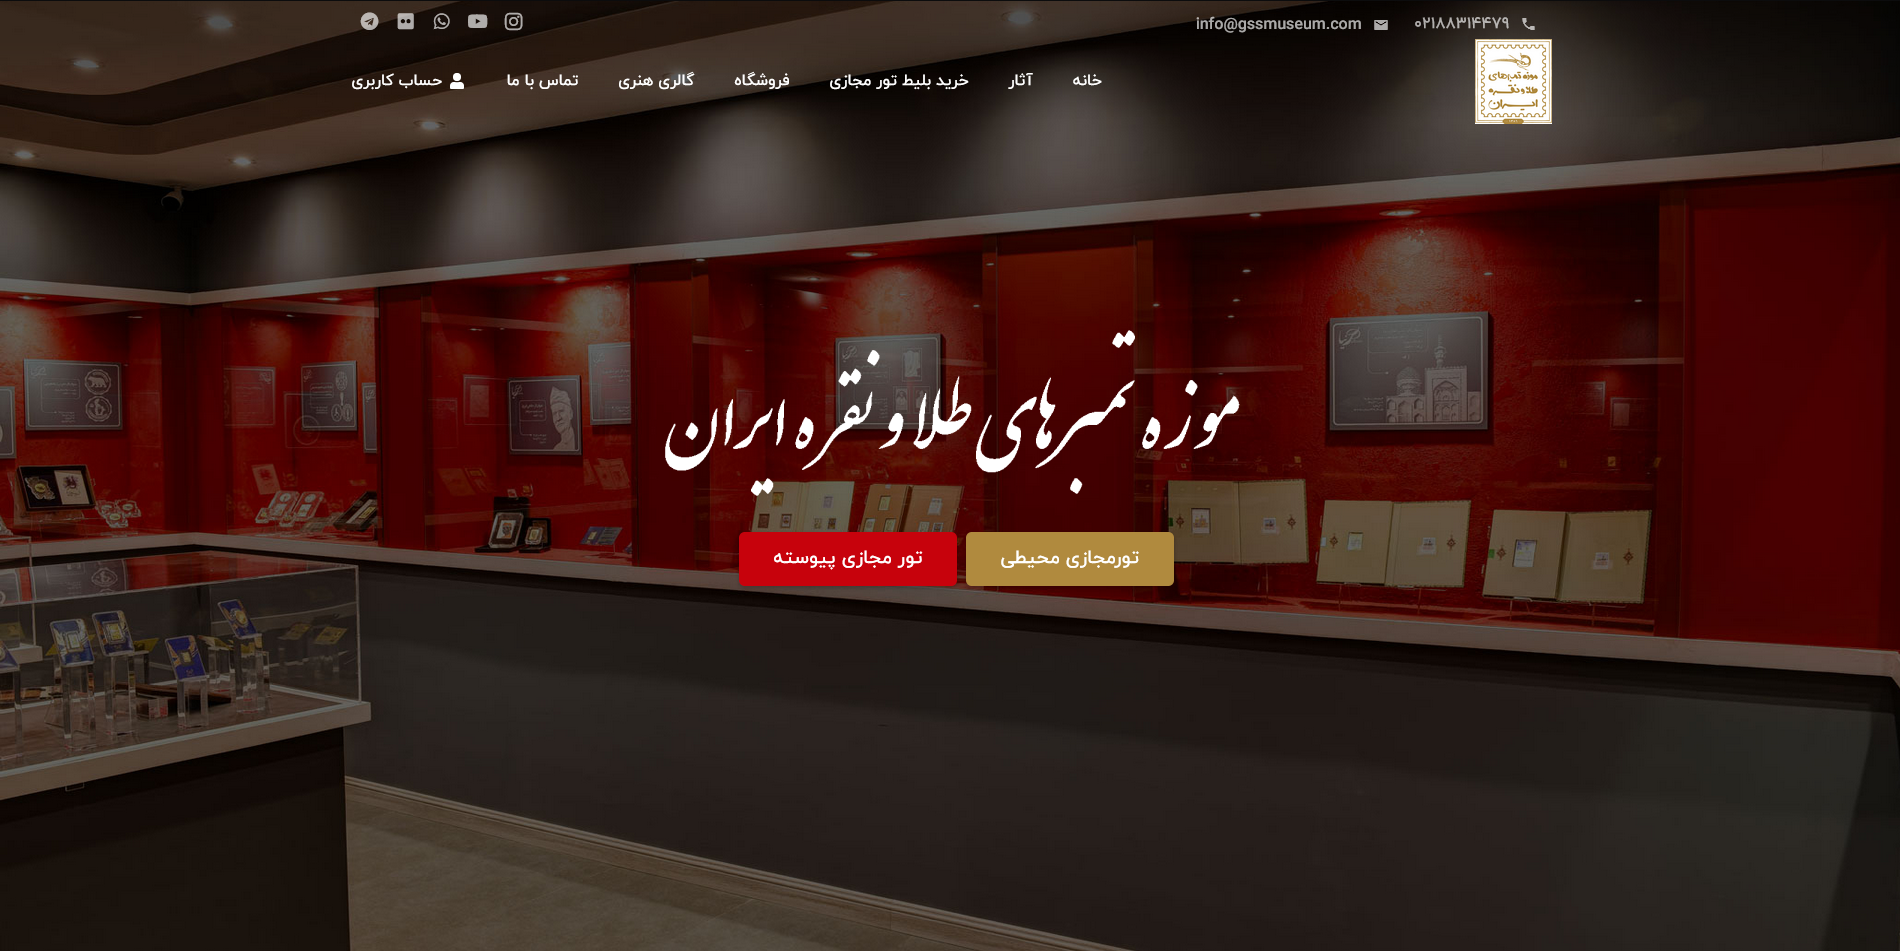 ۰۲۱۸۸۳۱۴۴۷۹
info@gssmuseum.com
موزه تمبرهای
طلا و نقره
ایران
خانه
آثار
خرید بلیط تور مجازی
فروشگاه
گالری هنری
تماس با ما
حساب کاربری
موزه تمبرهای طلا و نقره ایران
تورمجازی محیطی
تور مجازی پیوسته